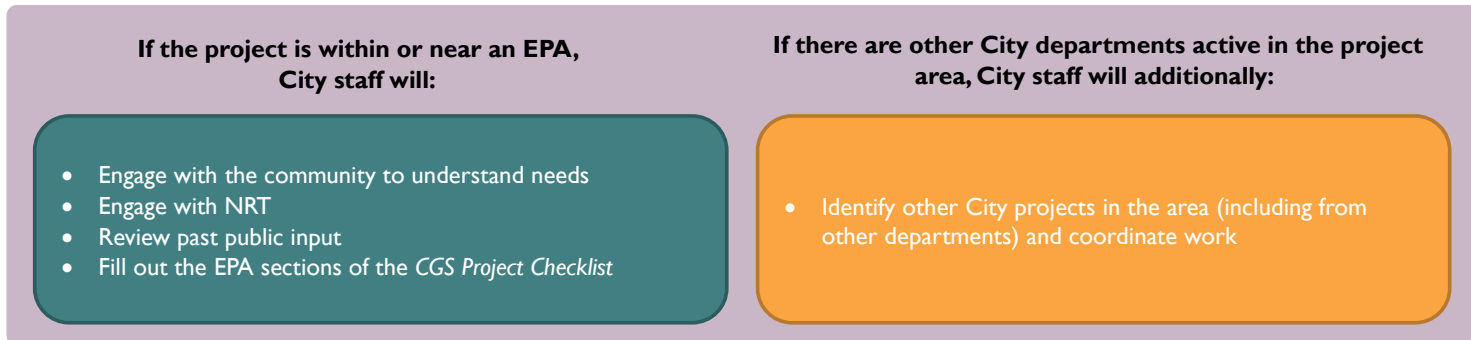 If the project is within or near an EPA,
City staff will:
• Engage with the community to understand needs
• Engage with NRT
• Review past public input
• Fill out the EPA sections of the CGS Project Checklist
If there are other City departments active in the project
area, City staff will additionally:
• Identify other City projects in the area (including from
other departments) and coordinate work